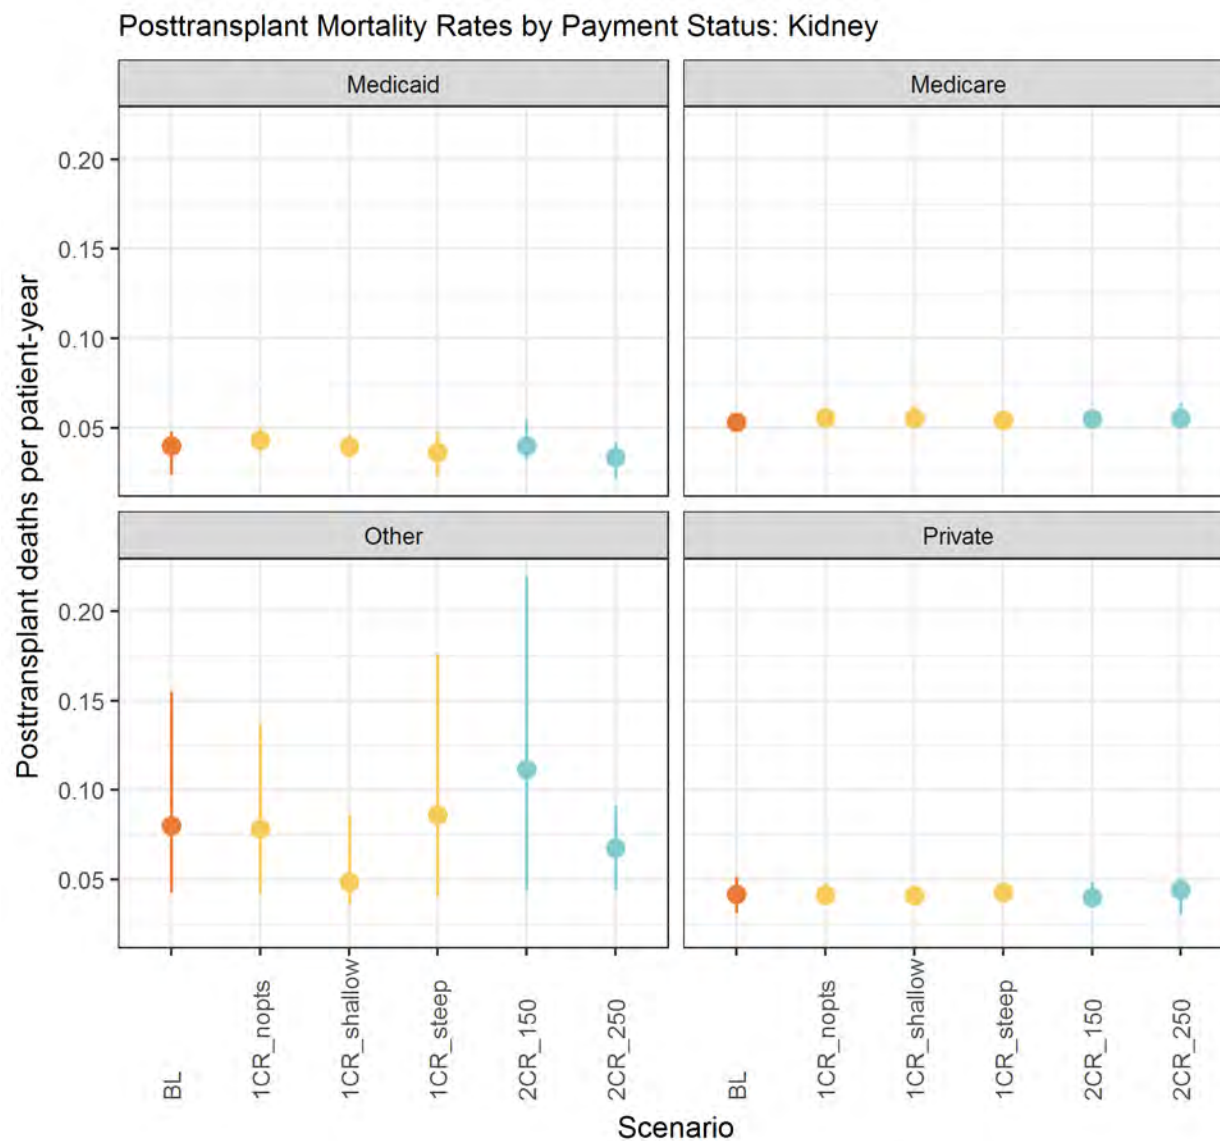 Posttransplant Mortality Rates by Payment Status: Kidney
Medicaid
Medicare
0.20
0.15
0.10
0.05
Other
Private
0.20
0.15
0.10
0.05
Posttransplant deaths per patient-year
BL
1CR_nopts
1CR_shallow
1CR_steep
2CR_150
2CR_250
BL
1CR_nopts
1CR_shallow
1CR_steep
2CR_150
2CR_250
Scenario